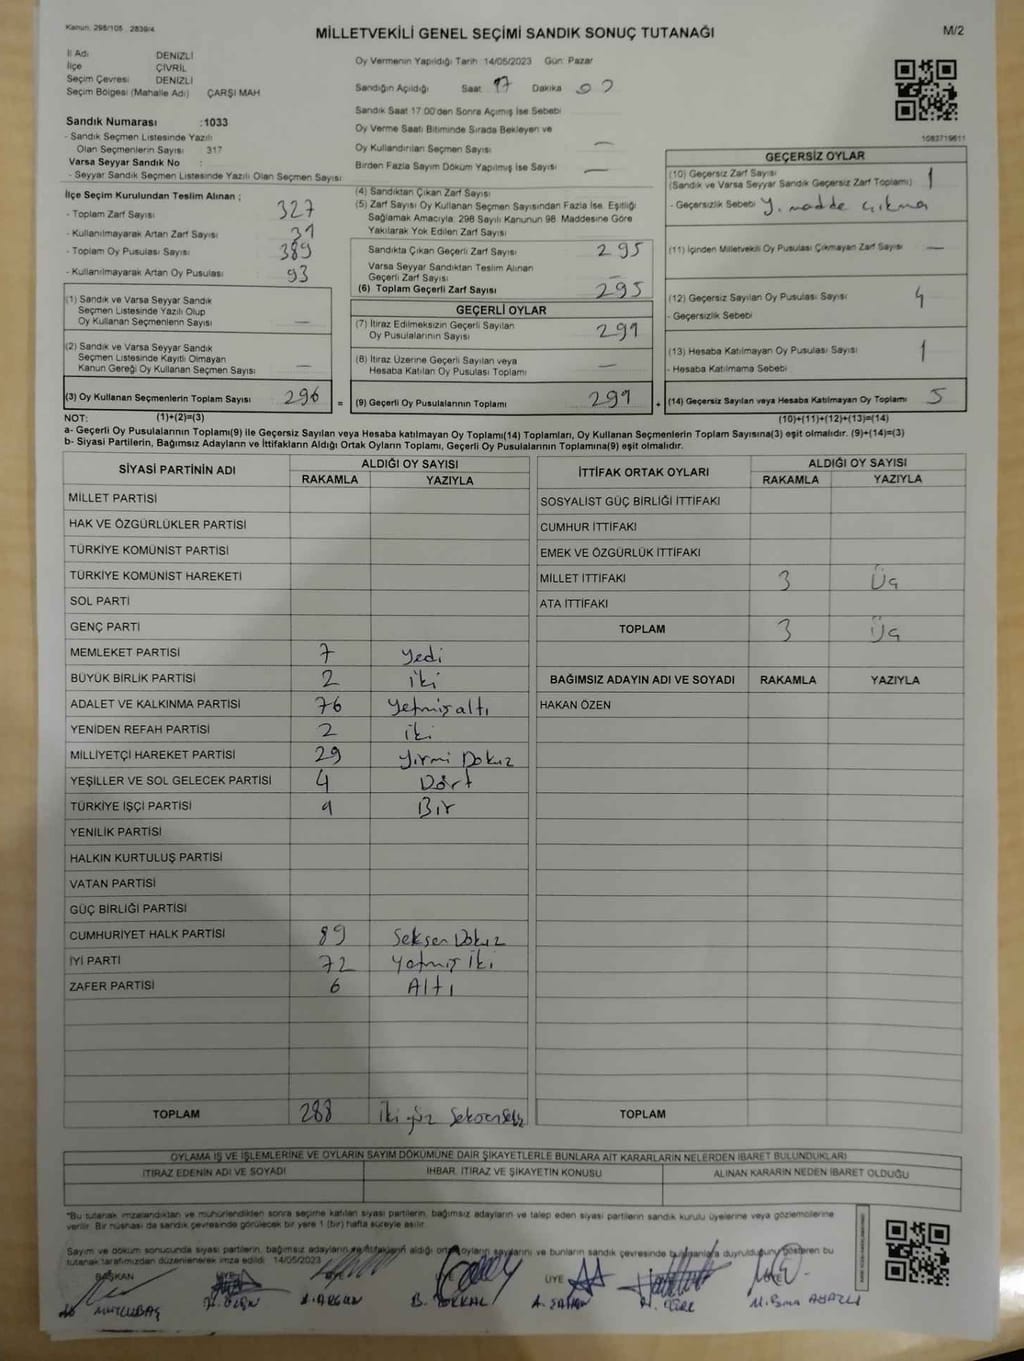 Kanun: 298/105 2839/4
MİLLETVEKİLİ GENEL SEÇİMİ SANDIK SONUÇ TUTANAĞI
M/2
İl Adı DENİZLİ
İlçe ÇİVRİL
Seçim Çevresi DENİZLİ
Seçim Bölgesi (Mahalle Adı) ÇARŞI MAH
Sandık Numarası :1033
- Sandık Seçmen Listesinde Yazılı
Olan Seçmenlerin Sayısı 317
Varsa Seyyar Sandık No :
- Seyyar Sandık Seçmen Listesinde Yazılı Olan Seçmen Sayısı
İlçe Seçim Kurulundan Teslim Alınan ;
- Toplam Zarf Sayısı 327
- Kullanılmayarak Artan Zarf Sayısı 31
- Toplam Oy Pusulası Sayısı 389
- Kullanılmayarak Artan Oy Pusulası 93
(1) Sandık ve Varsa Seyyar Sandık
Seçmen Listesinde Yazılı Olup
Oy Kullanan Seçmenlerin Sayısı —
(2) Sandık ve Varsa Seyyar Sandık
Seçmen Listesinde Kayıtlı Olmayan
Kanun Gereği Oy Kullanan Seçmen Sayısı —
(3) Oy Kullanan Seçmenlerin Toplam Sayısı 296 =
Oy Vermenin Yapıldığı Tarih 14/05/2023 Gün: Pazar
Sandığın Açıldığı Saat 17 Dakika
Sandık Saat 17.00'den Sonra Açılmış İse Sebebi
Oy Verme Saati Bitiminde Sırada Bekleyen ve
Oy Kullandırılan Seçmen Sayısı —
Birden Fazla Sayım Döküm Yapılmış İse Sayısı —
(4) Sandıktan Çıkan Zarf Sayısı
(5) Zarf Sayısı Oy Kullanan Seçmen Sayısından Fazla İse, Eşitliği
Sağlamak Amacıyla, 298 Sayılı Kanunun 98. Maddesine Göre
Yakılarak Yok Edilen Zarf Sayısı
Sandıkta Çıkan Geçerli Zarf Sayısı 295
Varsa Seyyar Sandıktan Teslim Alınan
Geçerli Zarf Sayısı —
(6) Toplam Geçerli Zarf Sayısı 295
GEÇERLİ OYLAR
(7) İtiraz Edilmeksizin Geçerli Sayılan
Oy Pusulalarının Sayısı 291
(8) İtiraz Üzerine Geçerli Sayılan veya
Hesaba Katılan Oy Pusulası Toplamı —
(9) Geçerli Oy Pusulalarının Toplamı 291 +
1082719611
GEÇERSİZ OYLAR
(10) Geçersiz Zarf Sayısı
(Sandık ve Varsa Seyyar Sandık Geçersiz Zarf Toplamı) 1
- Geçersizlik Sebebi Y. madde çıkma
(11) İçinden Milletvekili Oy Pusulası Çıkmayan Zarf Sayısı —
(12) Geçersiz Sayılan Oy Pusulası Sayısı 4
- Geçersizlik Sebebi
(13) Hesaba Katılmayan Oy Pusulası Sayısı 1
- Hesaba Katılmama Sebebi
(14) Geçersiz Sayılan veya Hesaba Katılmayan Oy Toplamı 5
NOT: (1)+(2)=(3) (10)+(11)+(12)+(13)=(14)
a- Geçerli Oy Pusulalarının Toplamı(9) ile Geçersiz Sayılan veya Hesaba katılmayan Oy Toplamı(14) Toplamları, Oy Kullanan Seçmenlerin Toplam Sayısına(3) eşit olmalıdır. (9)+(14)=(3)
b- Siyasi Partilerin, Bağımsız Adayların ve İttifakların Aldığı Ortak Oyların Toplamı, Geçerli Oy Pusulalarının Toplamına(9) eşit olmalıdır.
SİYASİ PARTİNİN ADI ALDIĞI OY SAYISI
RAKAMLA YAZIYLA
MİLLET PARTİSİ
HAK VE ÖZGÜRLÜKLER PARTİSİ
TÜRKİYE KOMÜNİST PARTİSİ
TÜRKİYE KOMÜNİST HAREKETİ
SOL PARTİ
GENÇ PARTİ
MEMLEKET PARTİSİ 7 Yedi
BÜYÜK BİRLİK PARTİSİ 2 iki
ADALET VE KALKINMA PARTİSİ 76 Yetmişaltı
YENİDEN REFAH PARTİSİ 2 iki
MİLLİYETÇİ HAREKET PARTİSİ 29 Yirmi Dokuz
YEŞİLLER VE SOL GELECEK PARTİSİ 4 Dört
TÜRKİYE İŞÇİ PARTİSİ 1 Bir
YENİLİK PARTİSİ
HALKIN KURTULUŞ PARTİSİ
VATAN PARTİSİ
GÜÇ BİRLİĞİ PARTİSİ
CUMHURİYET HALK PARTİSİ 89 Seksen Dokuz
İYİ PARTİ 72 Yetmiş İki
ZAFER PARTİSİ 6 Altı
TOPLAM 288 İki yüz Seksensekiz
İTTİFAK ORTAK OYLARI ALDIĞI OY SAYISI
RAKAMLA YAZIYLA
SOSYALİST GÜÇ BİRLİĞİ İTTİFAKI
CUMHUR İTTİFAKI
EMEK VE ÖZGÜRLÜK İTTİFAKI
MİLLET İTTİFAKI 3 Üç
ATA İTTİFAKI
TOPLAM 3 Üç
BAĞIMSIZ ADAYIN ADI VE SOYADI RAKAMLA YAZIYLA
HAKAN ÖZEN
TOPLAM
OYLAMA İŞ VE İŞLEMLERİNE VE OYLARIN SAYIM DÖKÜMÜNE DAİR ŞİKAYETLERLE BUNLARA AİT KARARLARIN NELERDEN İBARET BULUNDUKLARI
İTİRAZ EDENİN ADI VE SOYADI İHBAR, İTİRAZ VE ŞİKAYETİN KONUSU ALINAN KARARIN NEDEN İBARET OLDUĞU
"Bu tutanak imzalandıktan ve mühürlendikten sonra seçime katılan siyasi partilerin, bağımsız adayların ve talep eden siyasi partilerin sandık kurulu üyelerine veya gözlemcilerine
verilir. Bir nüshası da sandık çevresinde görülecek bir yere 1 (bir) hafta süreyle asılır.
Sayım ve döküm sonucunda siyasi partilerin, bağımsız adayların ve ittifakların aldığı ortak oyların sayılarını ve bunların sandık çevresinde bulunanlara duyrulduğunu gösteren bu
tutanak tarafımızdan düzenlenerek imza edildi. 14/05/2023
BAŞKAN ÜYE
MUTLUBAŞ A. ARGUN